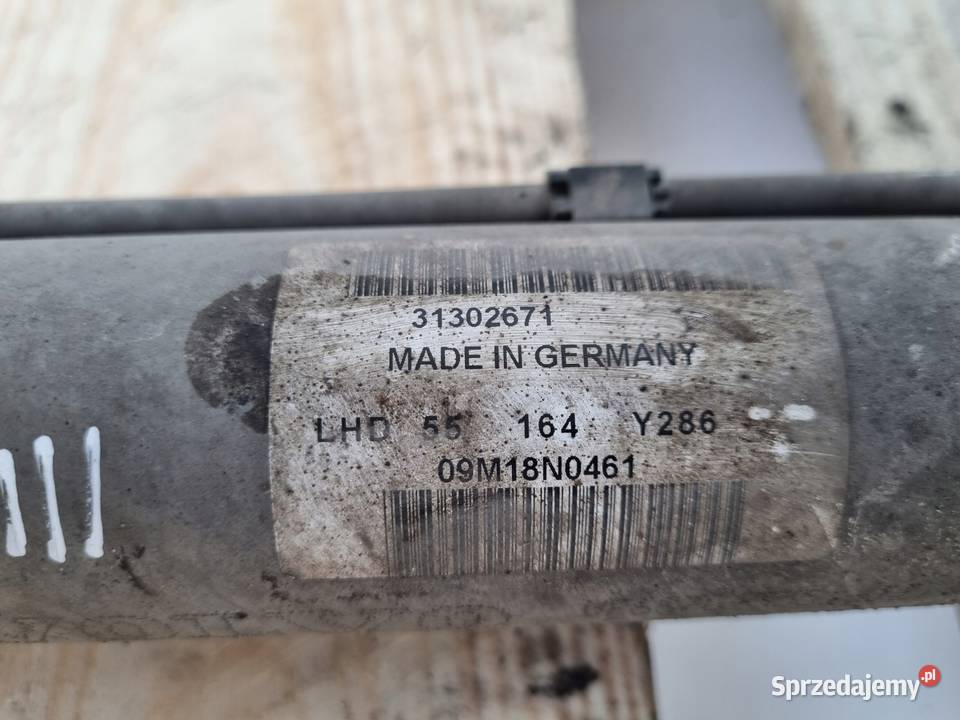 31302671
MADE IN GERMANY
LHD 55 164 Y286
09M18N0461
Sprzedajemy.pl